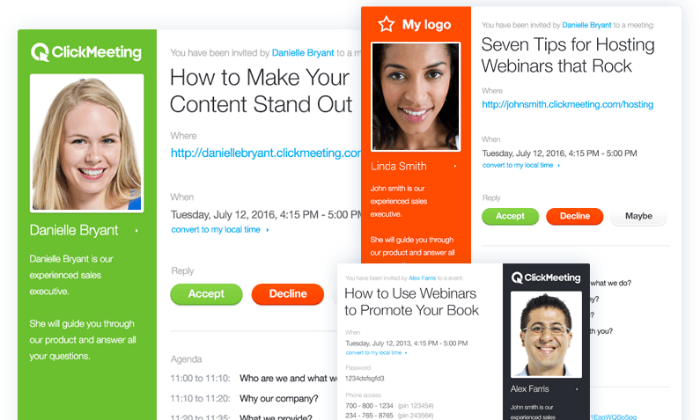 ClickMeeting
Danielle Bryant
Danielle Bryant is our
experienced sales
executive.
She will guide you through
our product and answer all
your questions.
You have been invited by Danielle Bryant to a meeting:
How to Make Your
Content Stand Out
Where
http://daniellebryant.clickmeeting.com
When
Tuesday, July 12, 2016, 4:15 PM - 5:00 PM
convert to my local time
Reply
Accept
Decline
Agenda
11:00 to 11:10: Who are we and what we
11:10 to 11:20: Why our company?
11:20 to 11:35: What we provide?
My logo
Linda Smith
John smith is our
experienced sales
executive.
She will guide you through
our product and answer all
You have been invited by Danielle Bryant to a meeting:
Seven Tips for Hosting
Webinars that Rock
Where
http://johnsmith.clickmeeting.com/hosting
When
Tuesday, July 12, 2016, 4:15 PM - 5:30 PM
convert to my local time
Reply
Accept
Decline
Maybe
what we do?
y?
?
th you?
You have been invited by Alex Farris to a event:
How to Use Webinars
to Promote Your Book
When
Tuesday, July 12, 2013, 4:15 PM - 5:00 PM
convert to my local time
Password
1234dsfsgfd3
Phone access
700 - 800 - 1234 (pin 12345#)
234 - 765 - 8765 (pin 24356#)
ClickMeeting
Alex Farris
John smith is our
experienced sales